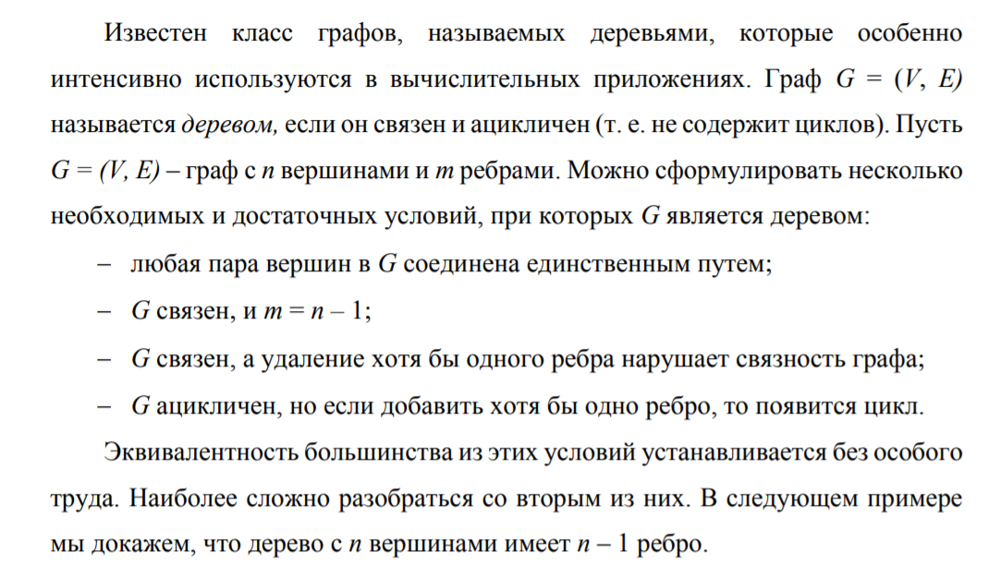 Известен класс графов, называемых деревьями, которые особенно
интенсивно используются в вычислительных приложениях. Граф G = (V, E)
называется деревом, если он связен и ацикличен (т. е. не содержит циклов). Пусть
G = (V, E) – граф с n вершинами и m ребрами. Можно сформулировать несколько
необходимых и достаточных условий, при которых G является деревом:
– любая пара вершин в G соединена единственным путем;
– G связен, и m = n – 1;
– G связен, а удаление хотя бы одного ребра нарушает связность графа;
– G ацикличен, но если добавить хотя бы одно ребро, то появится цикл.
Эквивалентность большинства из этих условий устанавливается без особого
труда. Наиболее сложно разобраться со вторым из них. В следующем примере
мы докажем, что дерево с n вершинами имеет n – 1 ребро.